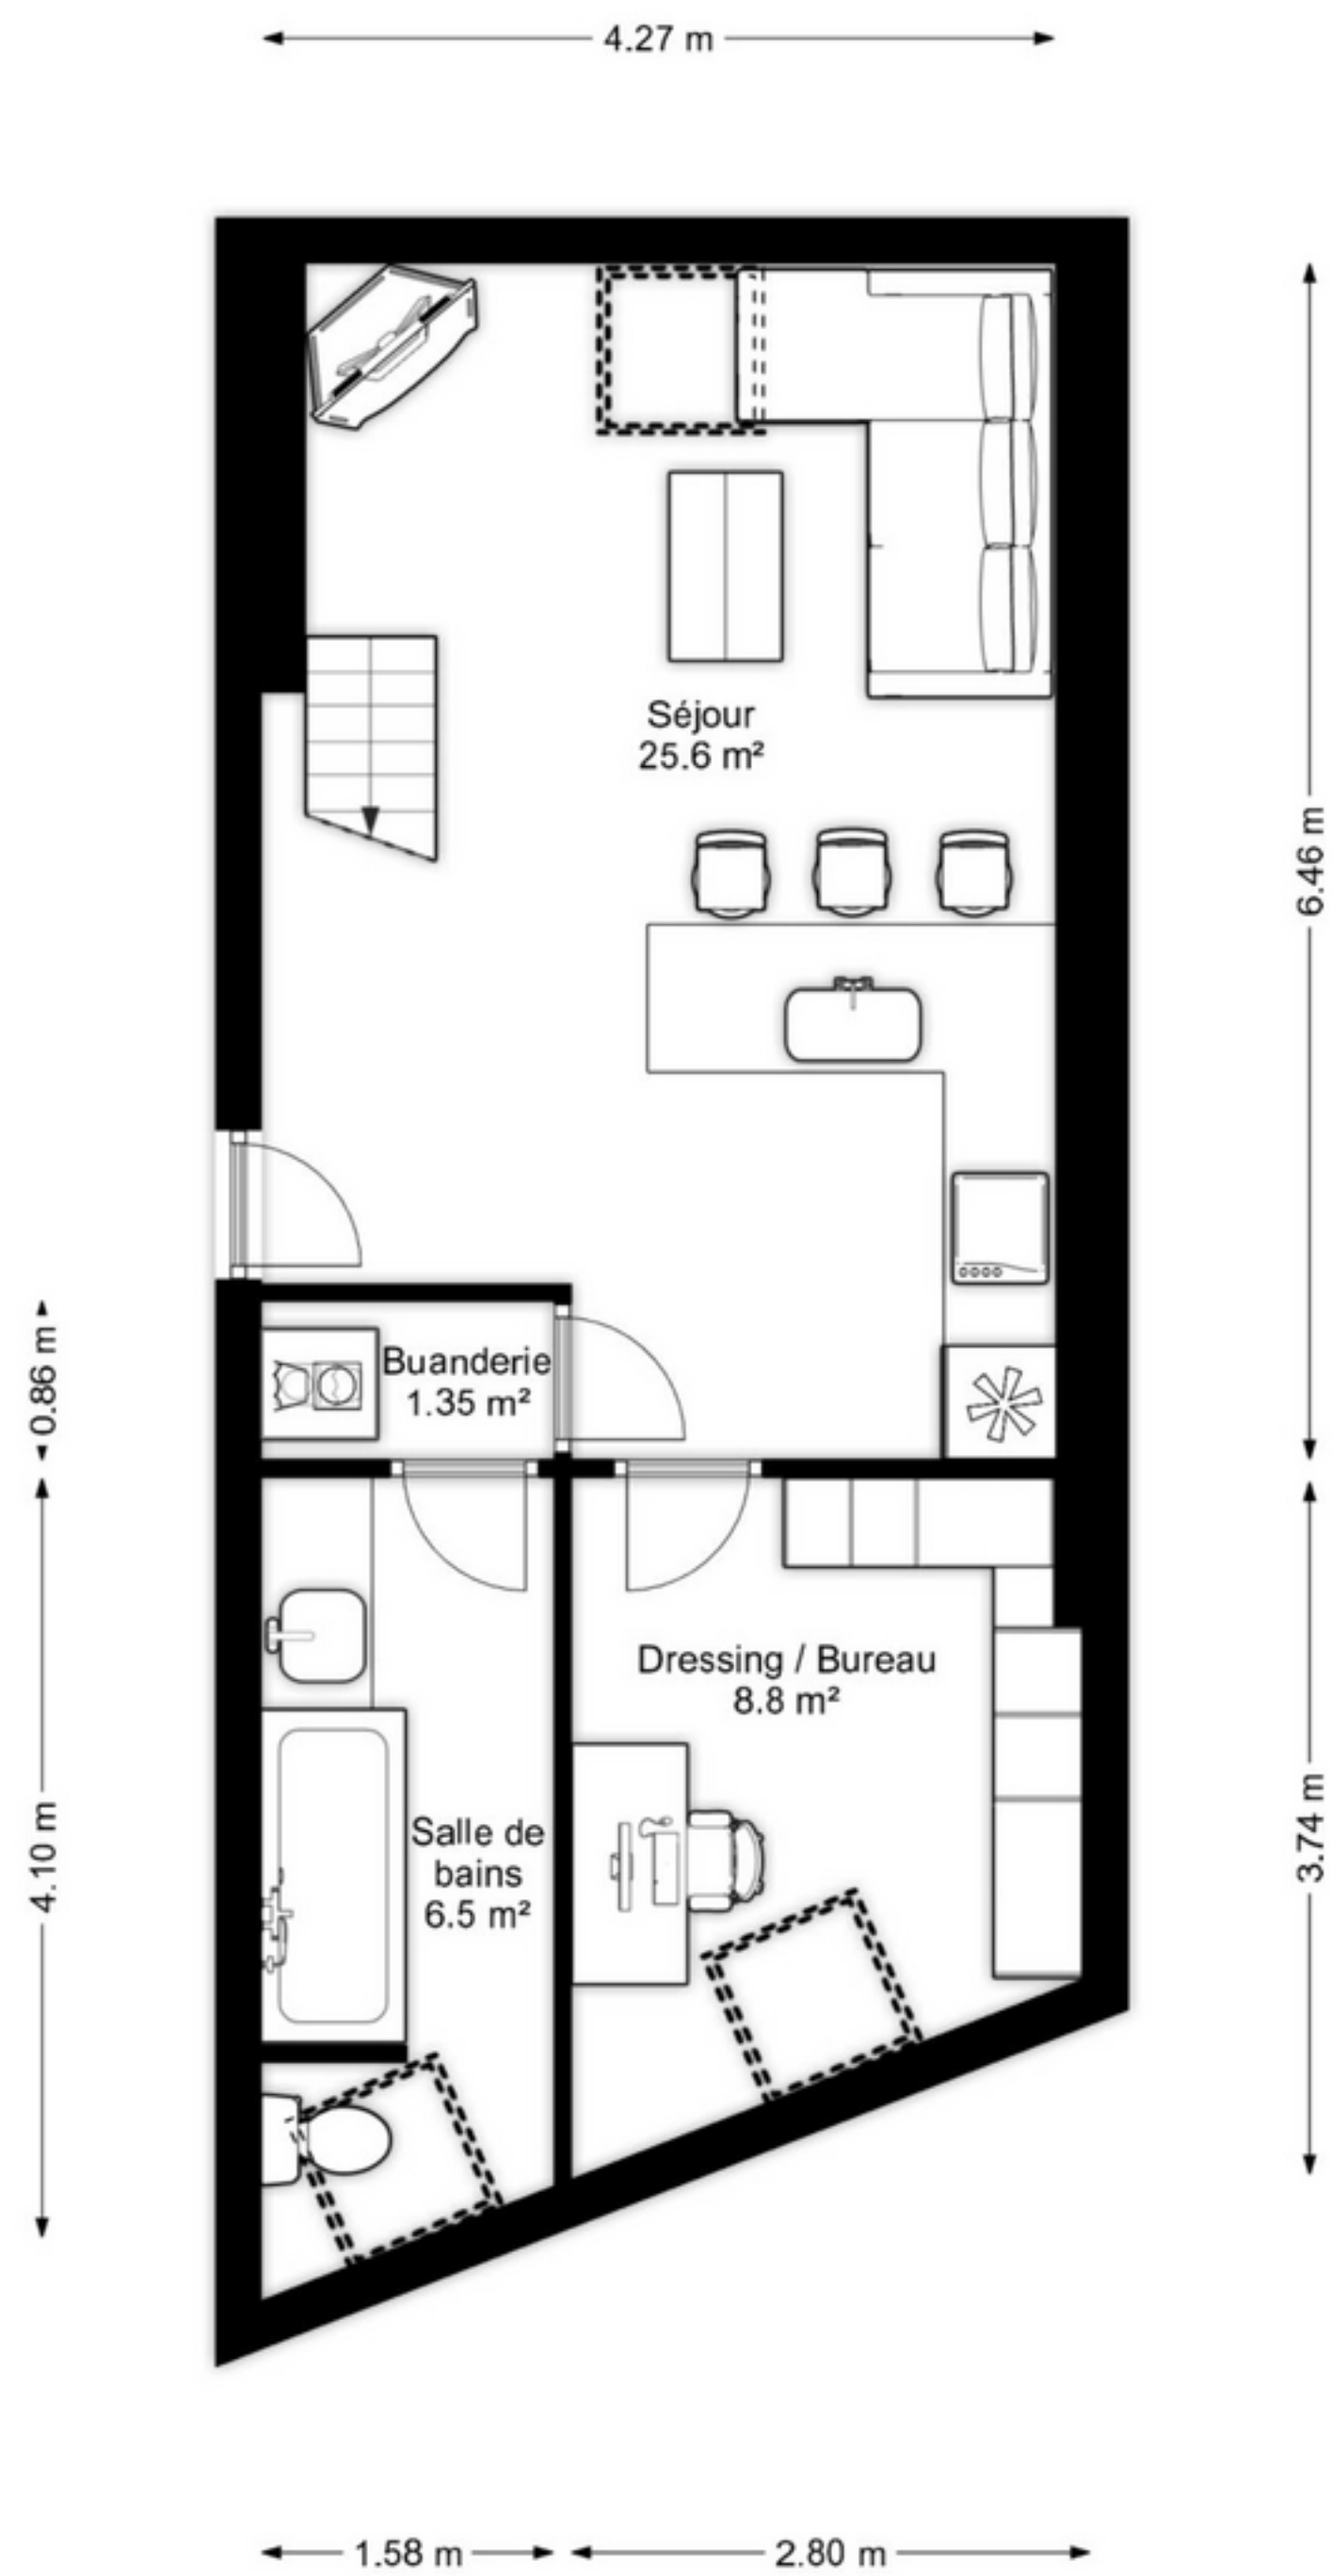 4.27 m
Séjour
25.6 m²
6.46 m
0.86 m
Buanderie
1.35 m²
Dressing / Bureau
8.8 m²
Salle de
bains
6.5 m²
4.10 m
3.74 m
1.58 m
2.80 m